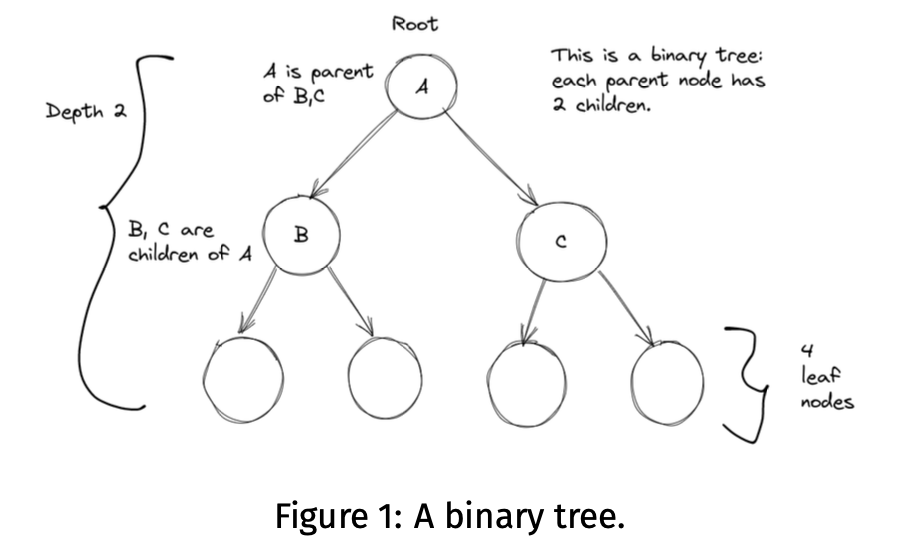 Root
A is parent
of B,C
A
This is a binary tree:
each parent node has
2 children.
Depth 2
B, C are
children of A
B
C
4
leaf
nodes
Figure 1: A binary tree.